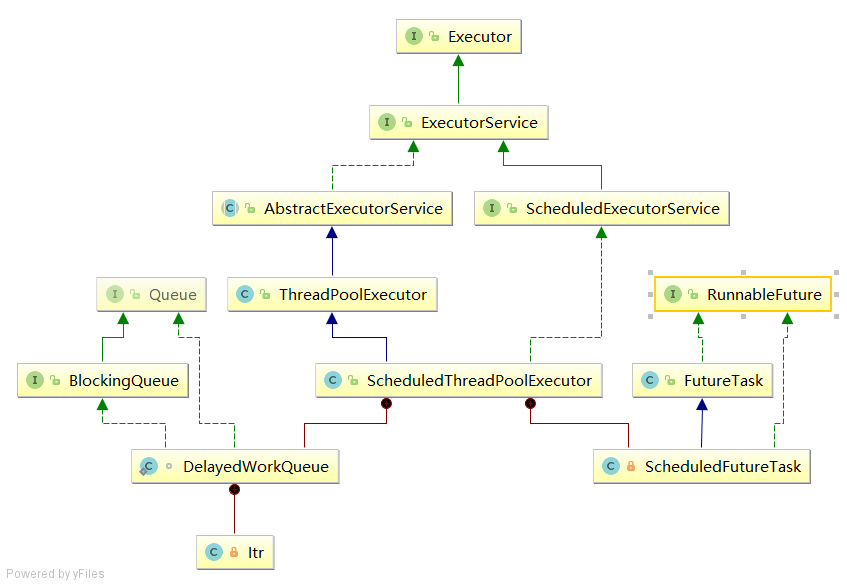 Executor
ExecutorService
AbstractExecutorService
ScheduledExecutorService
Queue
ThreadPoolExecutor
RunnableFuture
BlockingQueue
ScheduledThreadPoolExecutor
FutureTask
DelayedWorkQueue
ScheduledFutureTask
Itr
Powered by yFiles